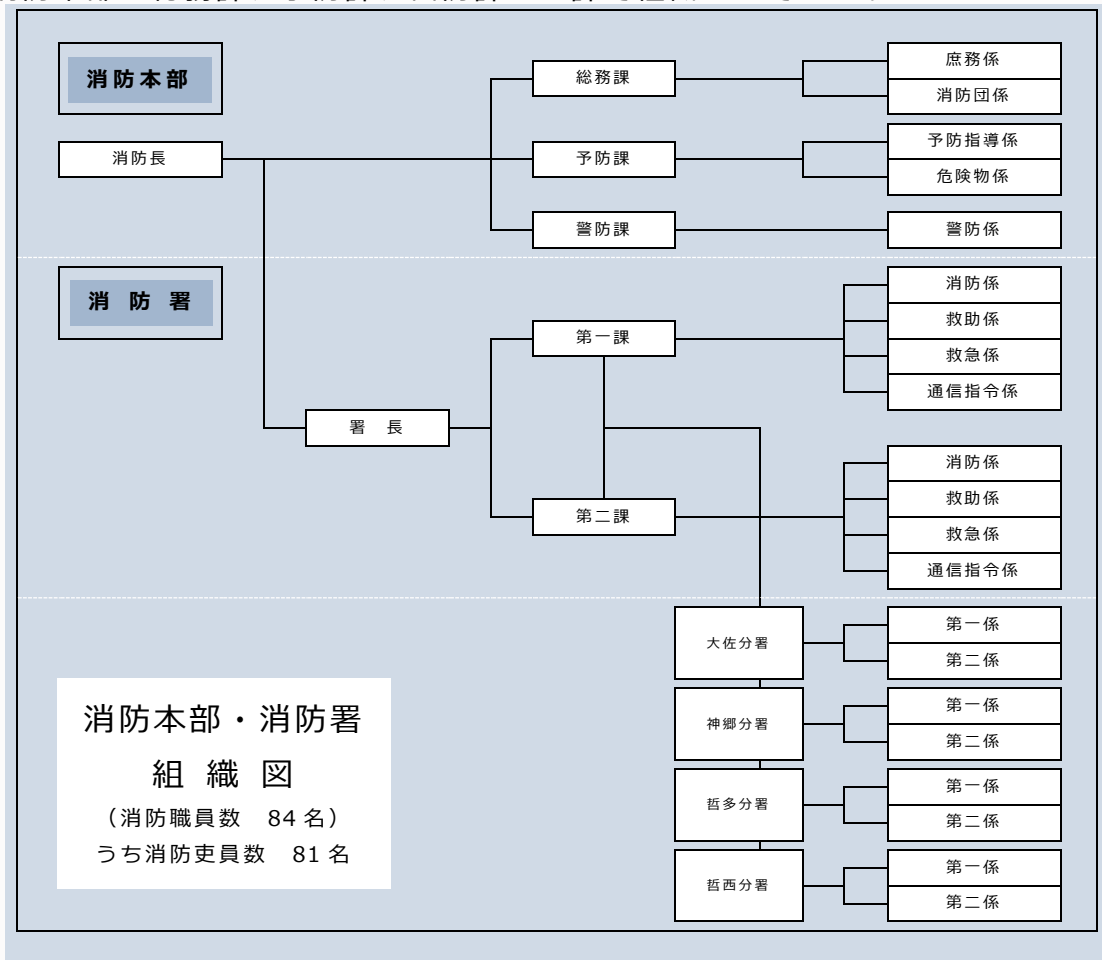 消防本部
総務課
庶務係
消防団係
消防長
予防課
予防指導係
危険物係
警防課
警防係
消　防　署
第一課
消防係
救助係
救急係
通信指令係
署　長
第二課
消防係
救助係
救急係
通信指令係
大佐分署
第一係
第二係
神郷分署
第一係
第二係
哲多分署
第一係
第二係
哲西分署
第一係
第二係
消防本部・消防署
組　織　図
（消防職員数　84名）
うち消防吏員数　81名